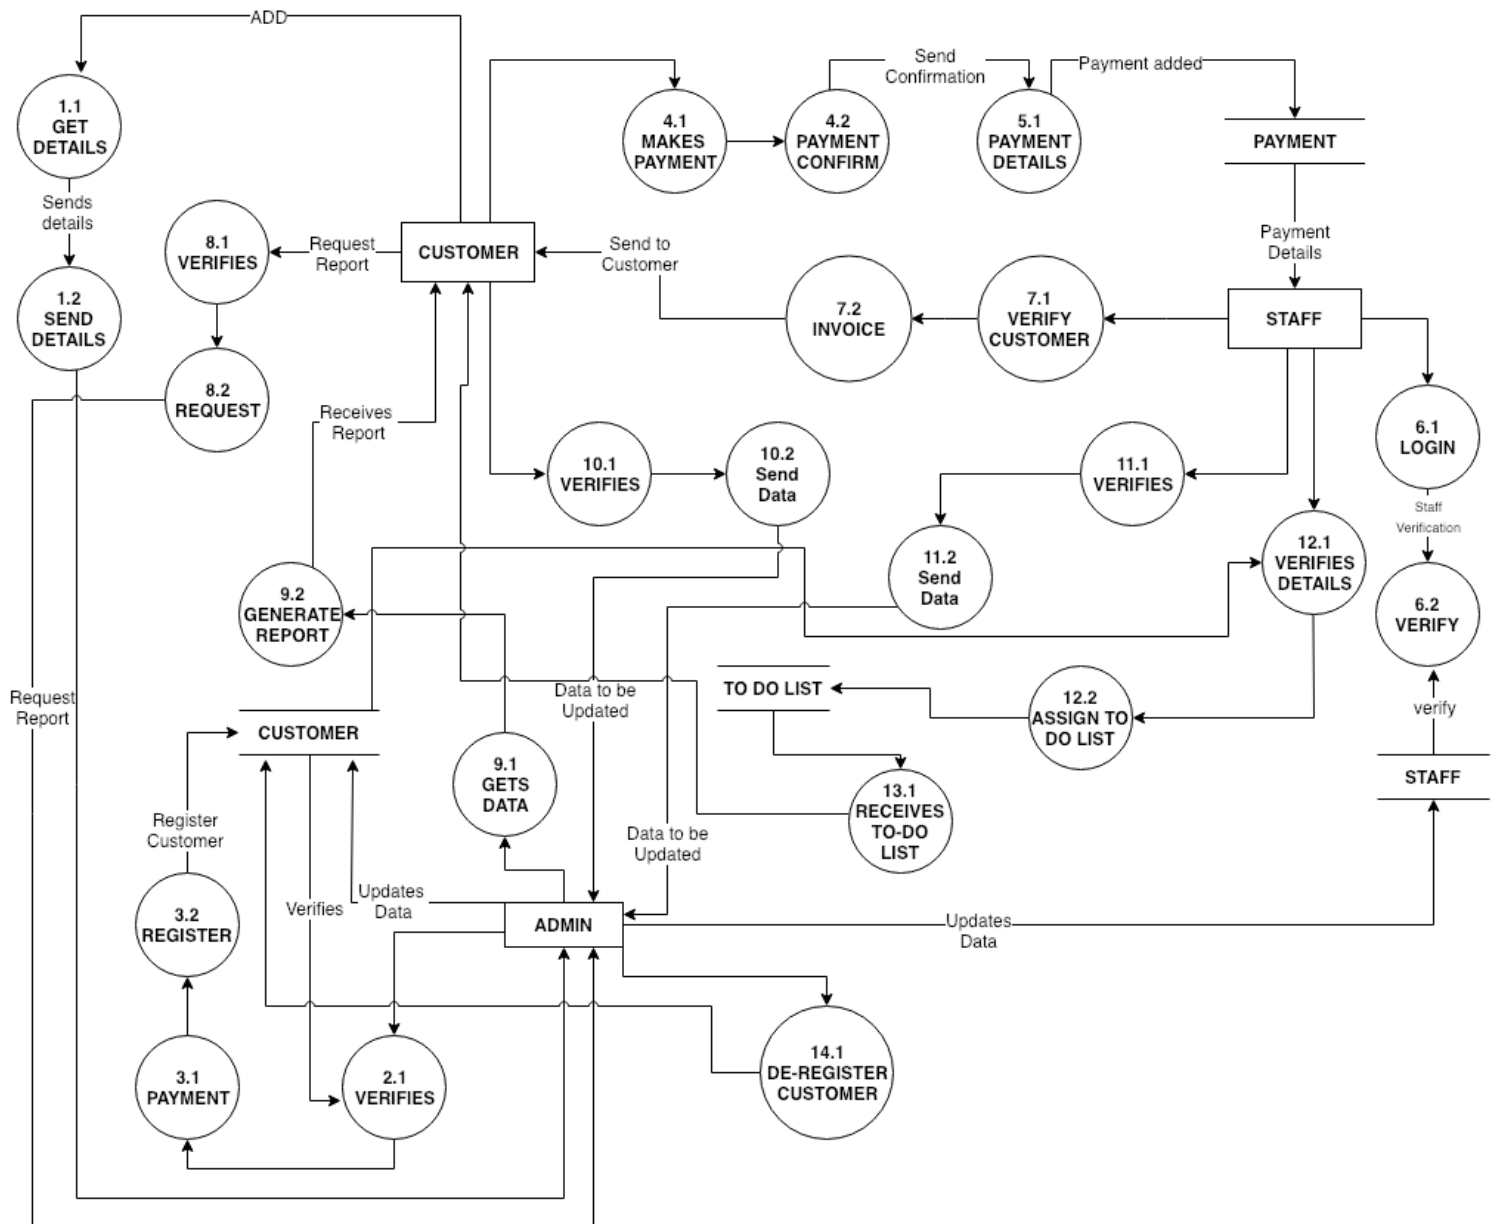 ADD
Send
Confirmation
Payment added
1.1
GET
DETAILS
4.1
MAKES
PAYMENT
4.2
PAYMENT
CONFIRM
5.1
PAYMENT
DETAILS
PAYMENT
Sends
details
8.1
VERIFIES
Request
Report
CUSTOMER
Send to
Customer
Payment
Details
1.2
SEND
DETAILS
7.2
INVOICE
7.1
VERIFY
CUSTOMER
STAFF
8.2
REQUEST
Receives
Report
6.1
LOGIN
10.1
VERIFIES
10.2
Send
Data
11.1
VERIFIES
Staff
Verification
11.2
Send
Data
12.1
VERIFIES
DETAILS
9.2
GENERATE
REPORT
6.2
VERIFY
Request
Report
Data to be
Updated
TO DO LIST
12.2
ASSIGN TO
DO LIST
verify
CUSTOMER
9.1
GETS
DATA
STAFF
13.1
RECEIVES
TO-DO
LIST
Register
Customer
Data to be
Updated
3.2
REGISTER
Verifies
Updates
Data
ADMIN
Updates
Data
3.1
PAYMENT
2.1
VERIFIES
14.1
DE-REGISTER
CUSTOMER